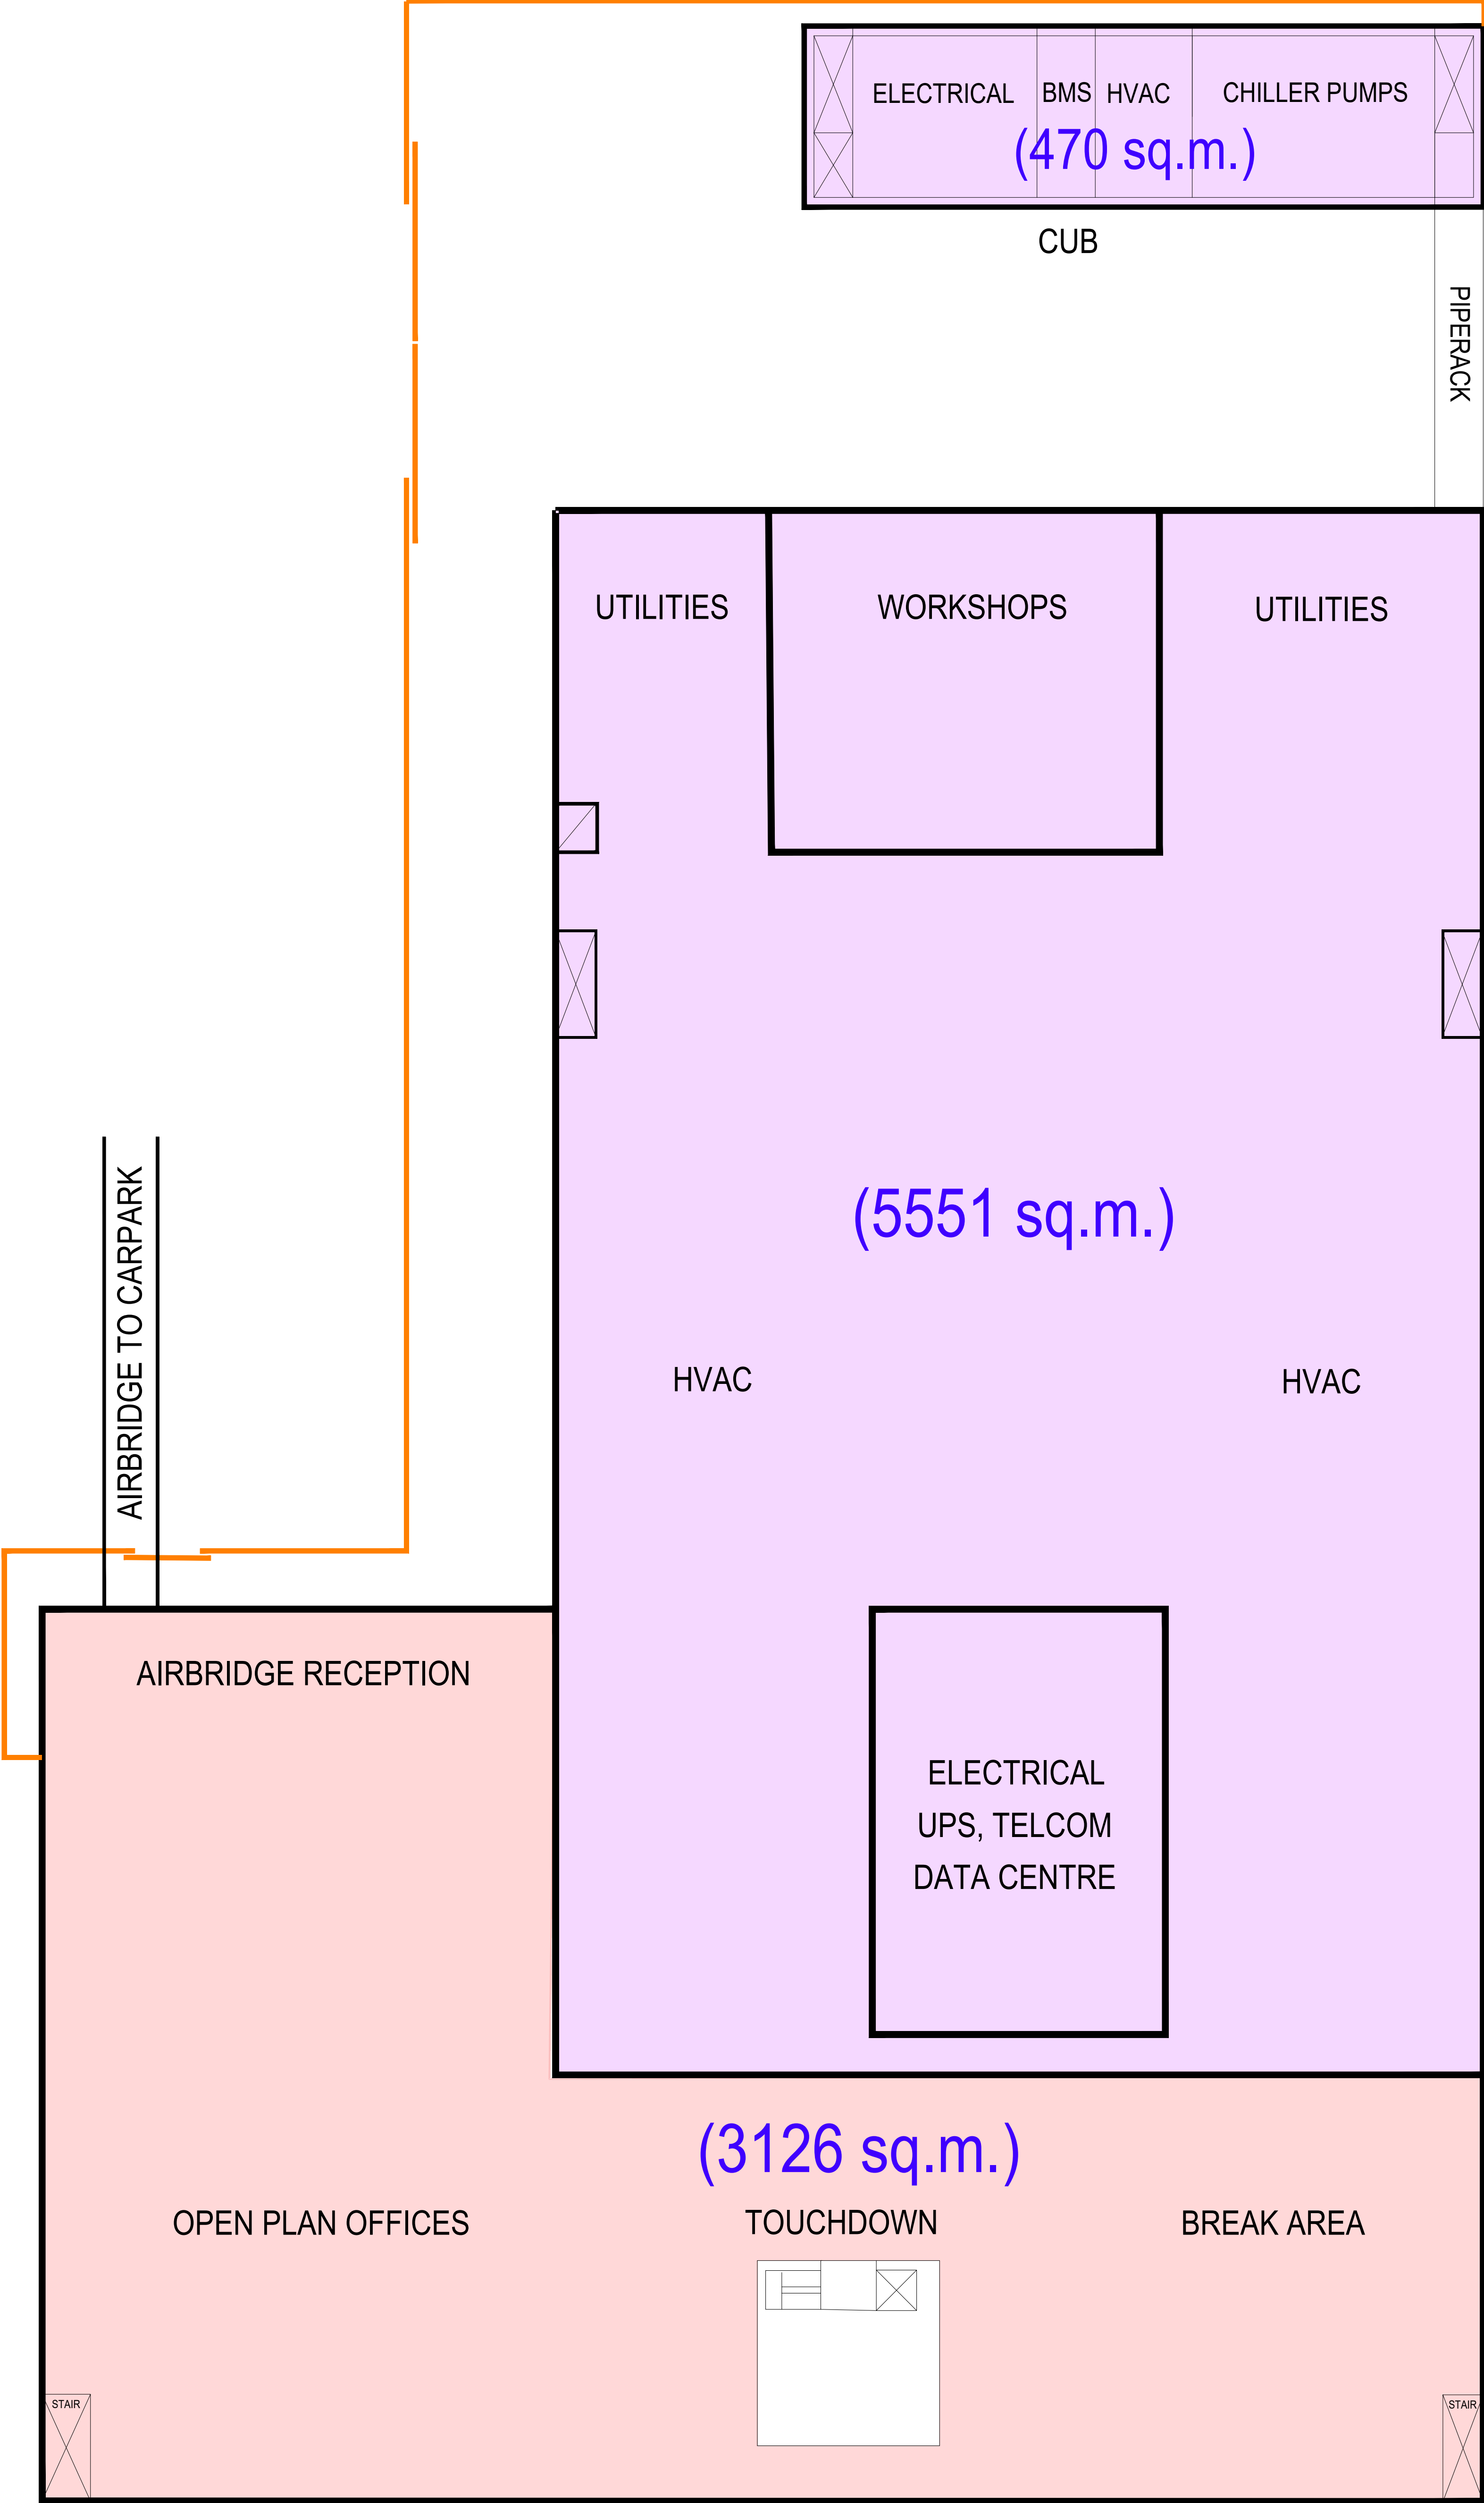 ELECTRICAL
BMS
HVAC
CHILLER PUMPS
(470 sq.m.)
CUB
PIPERACK
UTILITIES
WORKSHOPS
UTILITIES
(5551 sq.m.)
AIRBRIDGE TO CARPARK
HVAC
HVAC
AIRBRIDGE RECEPTION
ELECTRICAL
UPS, TELCOM
DATA CENTRE
(3126 sq.m.)
OPEN PLAN OFFICES
TOUCHDOWN
BREAK AREA
STAIR
STAIR